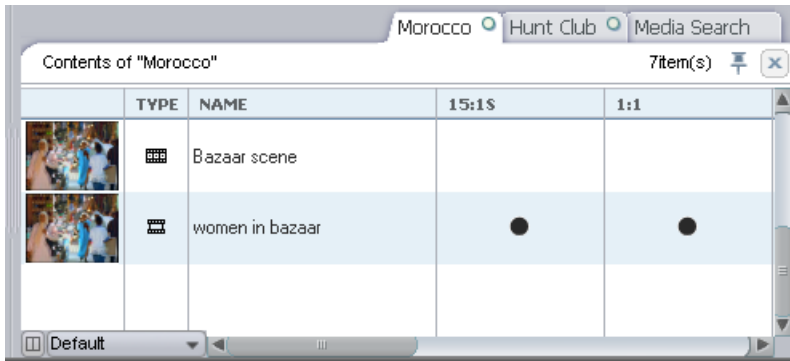 Morocco Hunt Club Media Search
Contents of "Morocco" 7item(s)
TYPE NAME 15:1S 1:1
Bazaar scene
women in bazaar
Default